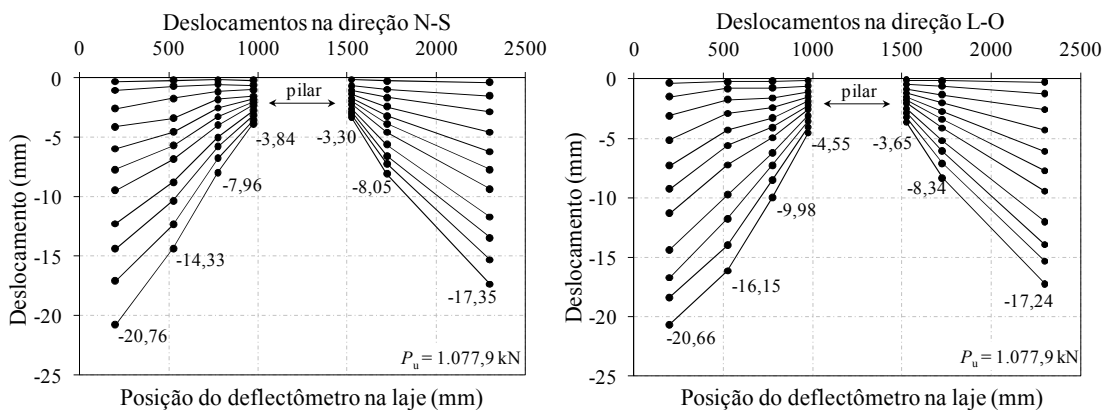 Deslocamentos na direção N-S
0 500 1000 1500 2000 2500
0
-5
-10
-15
-20
-25
Deslocamento (mm)
pilar
-3,84
-3,30
-7,96
-8,05
-14,33
-17,35
-20,76
Pu = 1.077,9 kN
Posição do deflectômetro na laje (mm)
Deslocamentos na direção L-O
0 500 1000 1500 2000 2500
0
-5
-10
-15
-20
-25
Deslocamento (mm)
pilar
-4,55
-3,65
-8,34
-9,98
-16,15
-17,24
-20,66
Pu = 1.077,9 kN
Posição do deflectômetro na laje (mm)